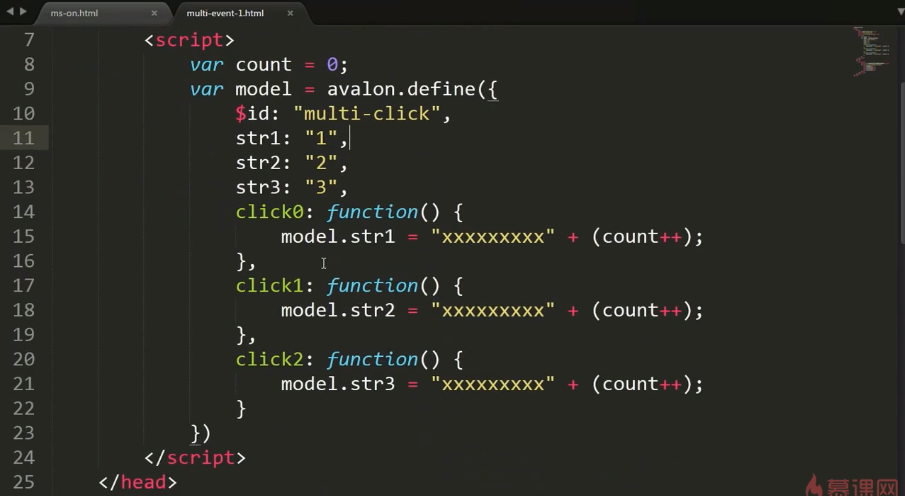 ms-on.html × multi-event-1.html ×
7 <script>
8 var count = 0;
9 var model = avalon.define({
10 $id: "multi-click",
11 str1: "1",
12 str2: "2",
13 str3: "3",
14 click0: function() {
15 model.str1 = "xxxxxxxxx" + (count++);
16 },
17 click1: function() {
18 model.str2 = "xxxxxxxxx" + (count++);
19 },
20 click2: function() {
21 model.str3 = "xxxxxxxxx" + (count++);
22 }
23 })
24 </script>
25 </head>
慕课网